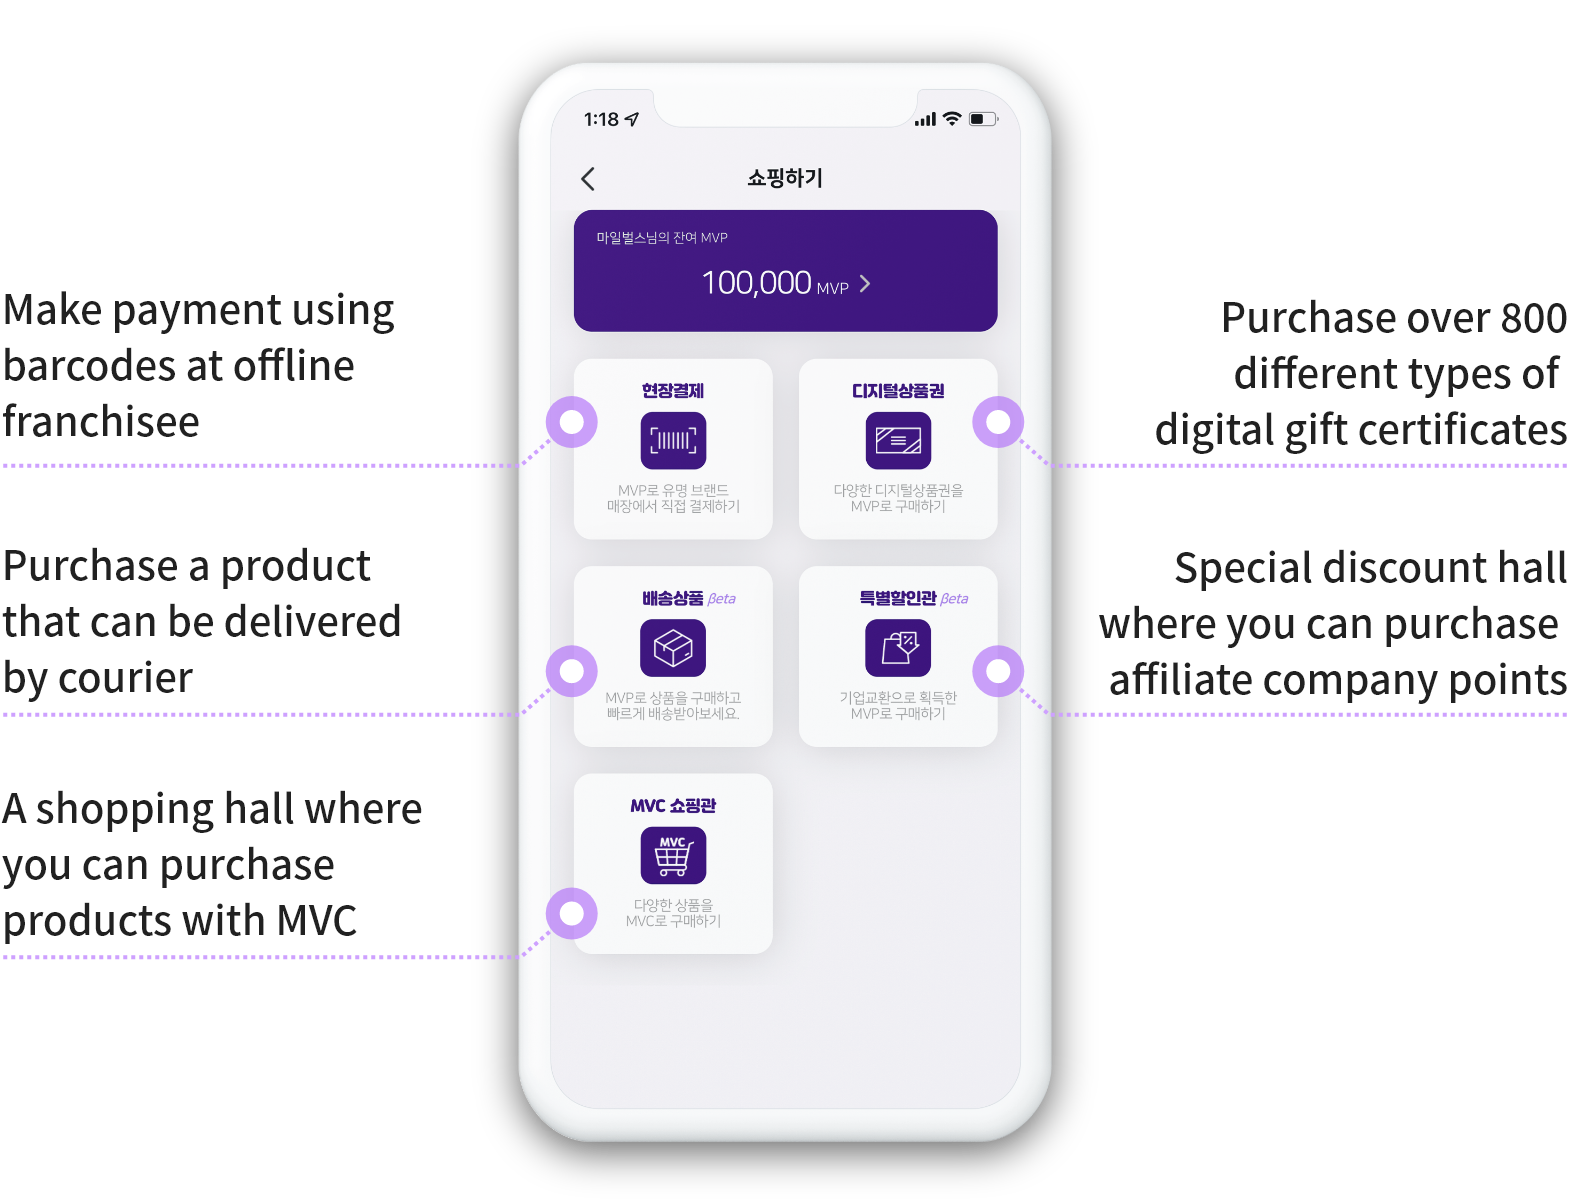 1:18
쇼핑하기
마일벌스님의 잔여 MVP
100,000 MVP
Make payment using
barcodes at offline
franchisee
현장결제
MVP로 유명 브랜드
매장에서 직접 결제하기
디지털상품권
다양한 디지털상품권을
MVP로 구매하기
Purchase over 800
different types of
digital gift certificates
Purchase a product
that can be delivered
by courier
배송상품 βeta
MVP로 상품을 구매하고
빠르게 배송받아보세요.
특별할인관 βeta
기업교환으로 획득한
MVP로 구매하기
Special discount hall
where you can purchase
affiliate company points
A shopping hall where
you can purchase
products with MVC
MVC 쇼핑관
MVC
다양한 상품을
MVC로 구매하기